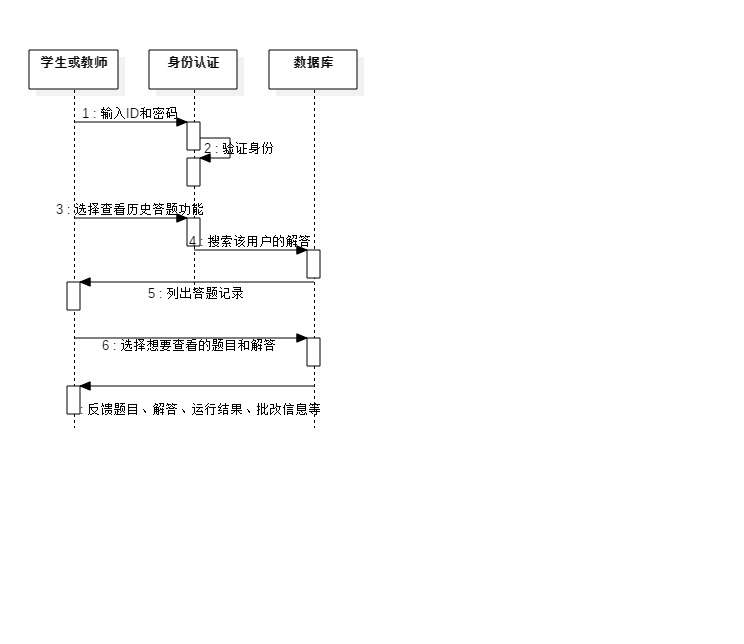 学生或教师
身份认证
数据库
1 : 输入ID和密码
2 : 验证身份
3 : 选择查看历史答题功能
4 : 搜索该用户的解答
5 : 列出答题记录
6 : 选择想要查看的题目和解答
: 反馈题目、解答、运行结果、批改信息等